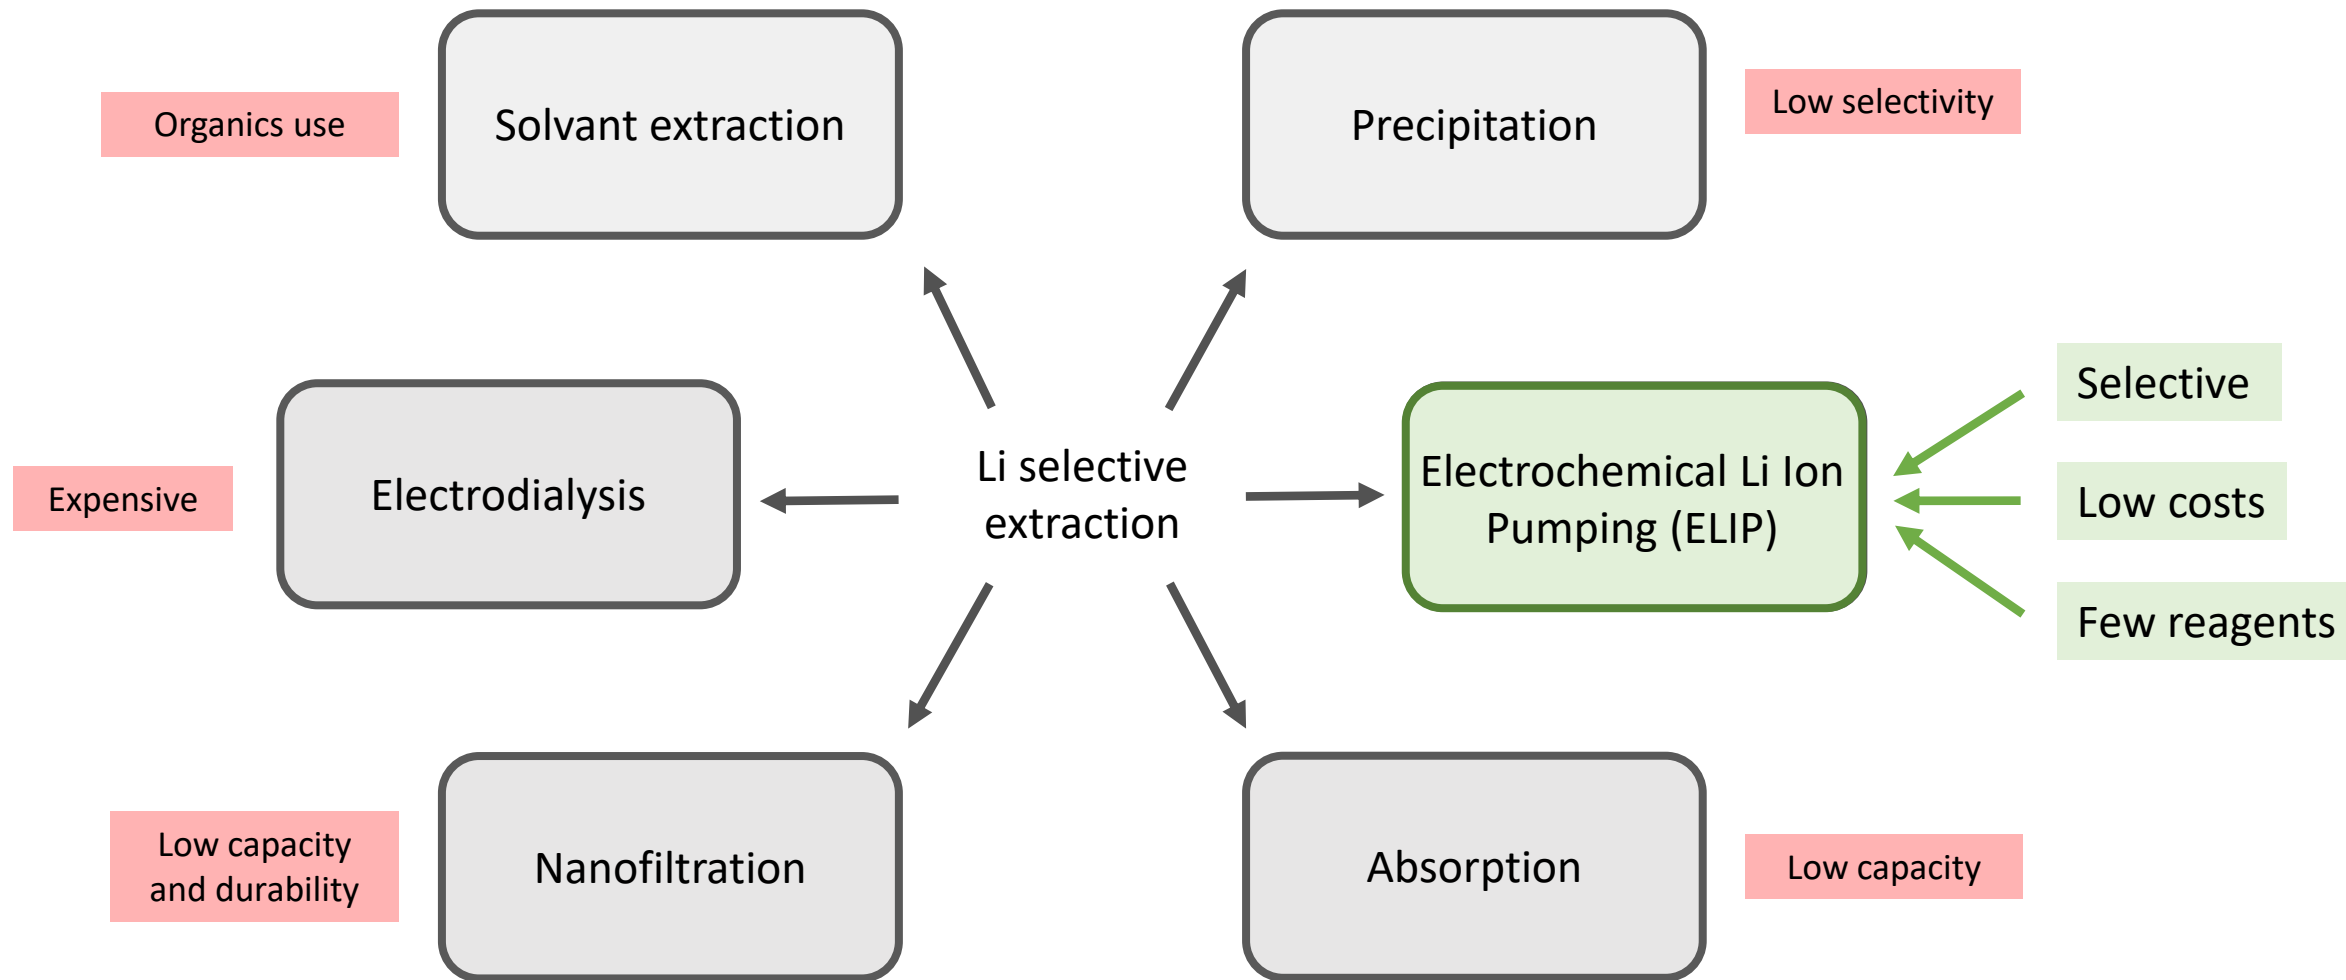 Organics use
Solvant extraction
Precipitation
Low selectivity
Expensive
Electrodialysis
Li selective
extraction
Electrochemical Li Ion
Pumping (ELIP)
Selective
Low costs
Few reagents
Low capacity
and durability
Nanofiltration
Absorption
Low capacity